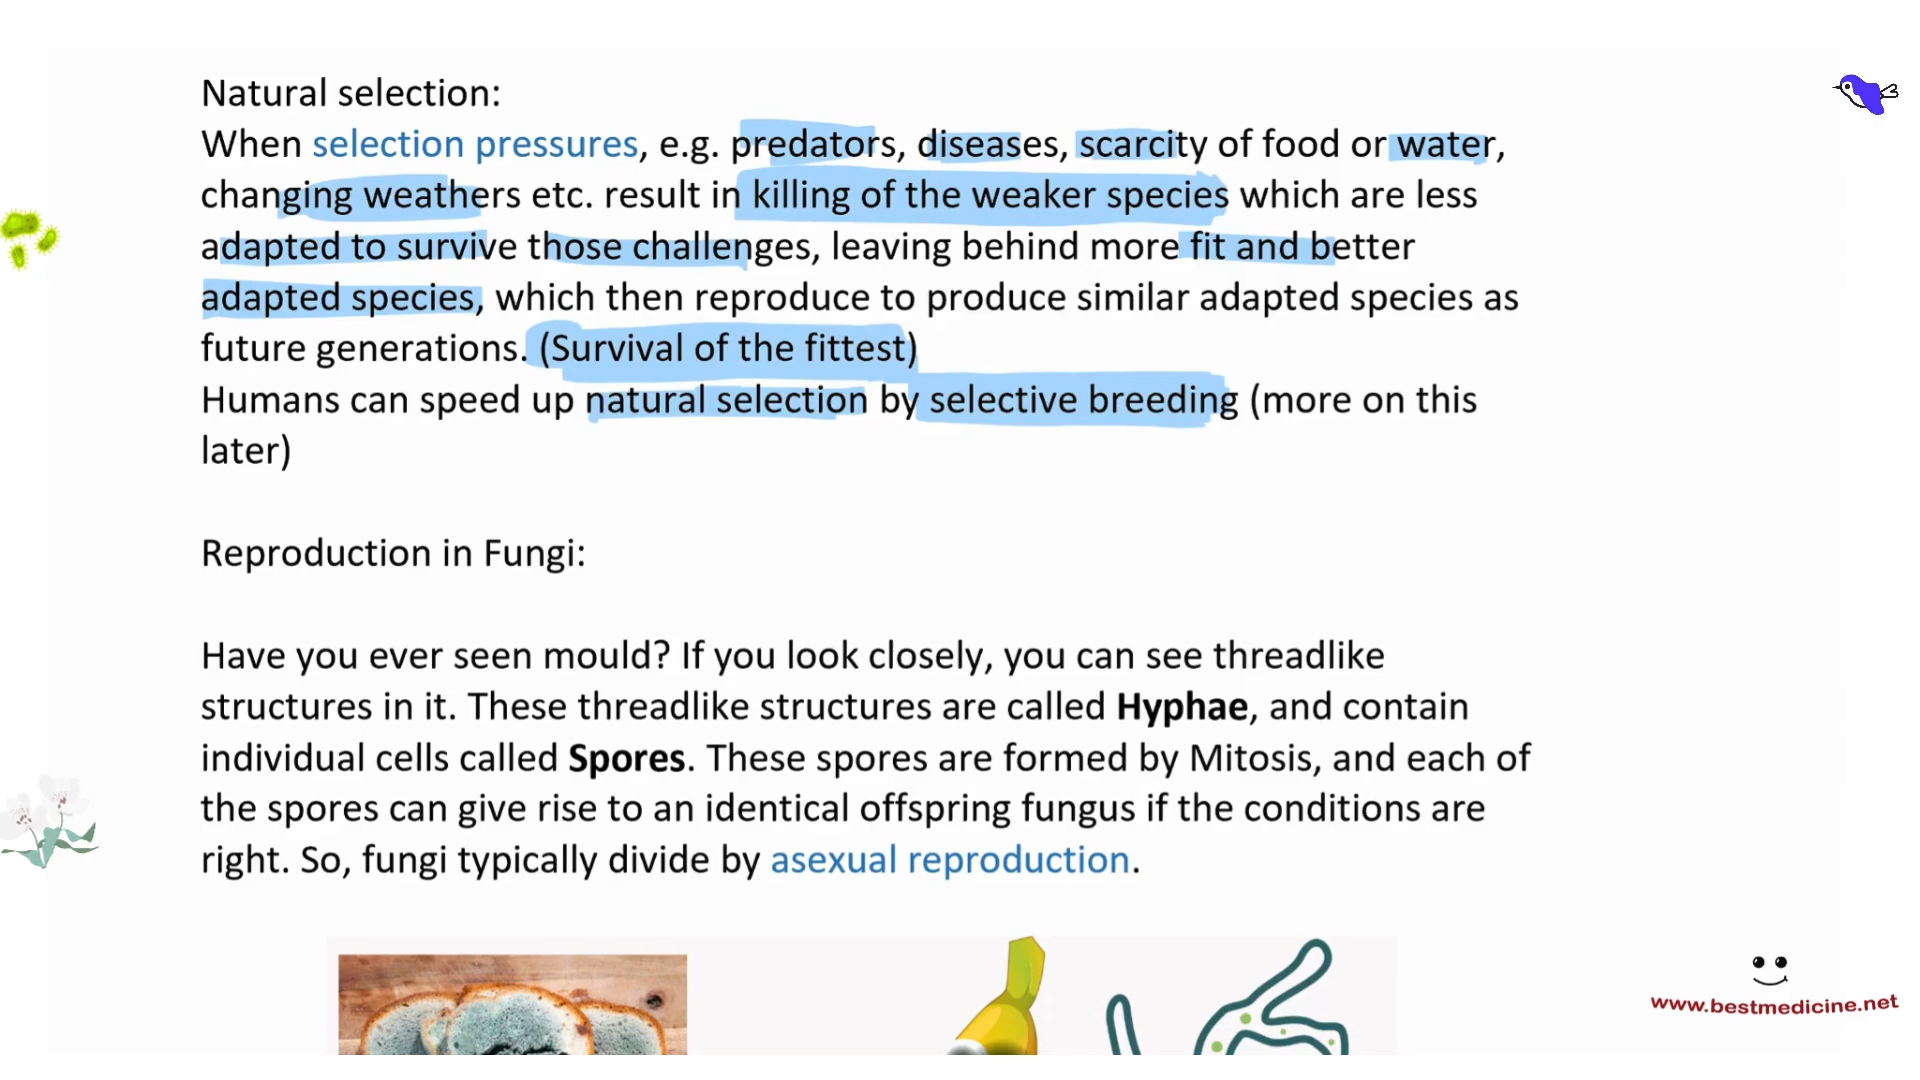 Natural selection:
When selection pressures, e.g. predators, diseases, scarcity of food or water,
changing weathers etc. result in killing of the weaker species which are less
adapted to survive those challenges, leaving behind more fit and better
adapted species, which then reproduce to produce similar adapted species as
future generations. (Survival of the fittest)
Humans can speed up natural selection by selective breeding (more on this
later)
Reproduction in Fungi:
Have you ever seen mould? If you look closely, you can see threadlike
structures in it. These threadlike structures are called Hyphae, and contain
individual cells called Spores. These spores are formed by Mitosis, and each of
the spores can give rise to an identical offspring fungus if the conditions are
right. So, fungi typically divide by asexual reproduction.
www.bestmedicine.net